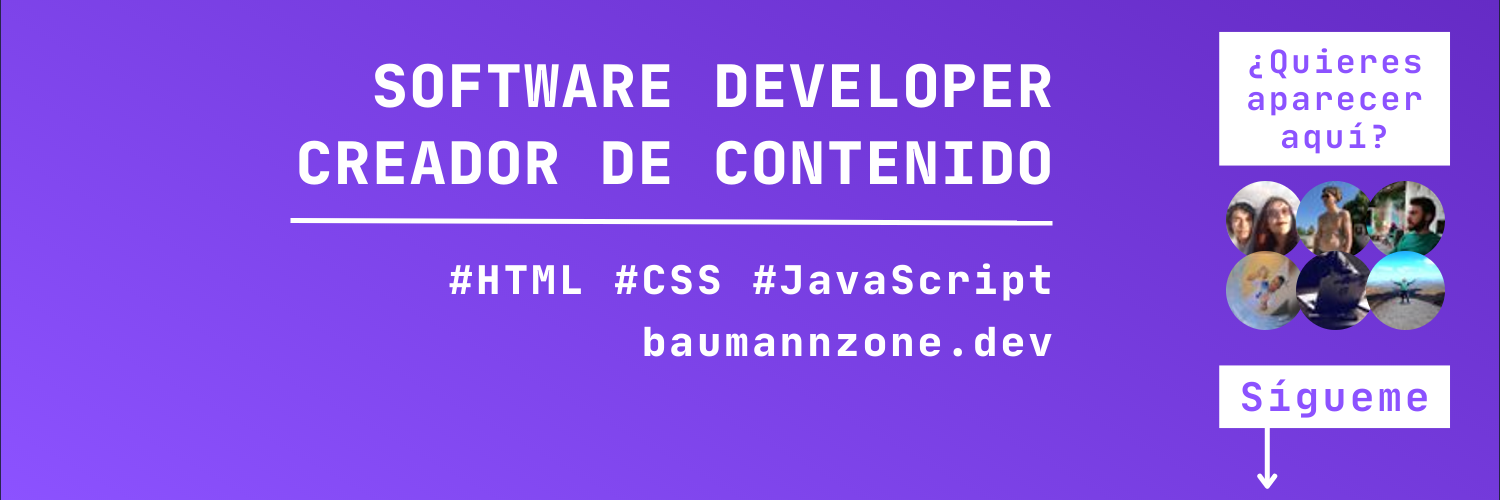 SOFTWARE DEVELOPER
CREADOR DE CONTENIDO
#HTML #CSS #JavaScript
baumannzone.dev
¿Quieres
aparecer
aquí?
Sígueme